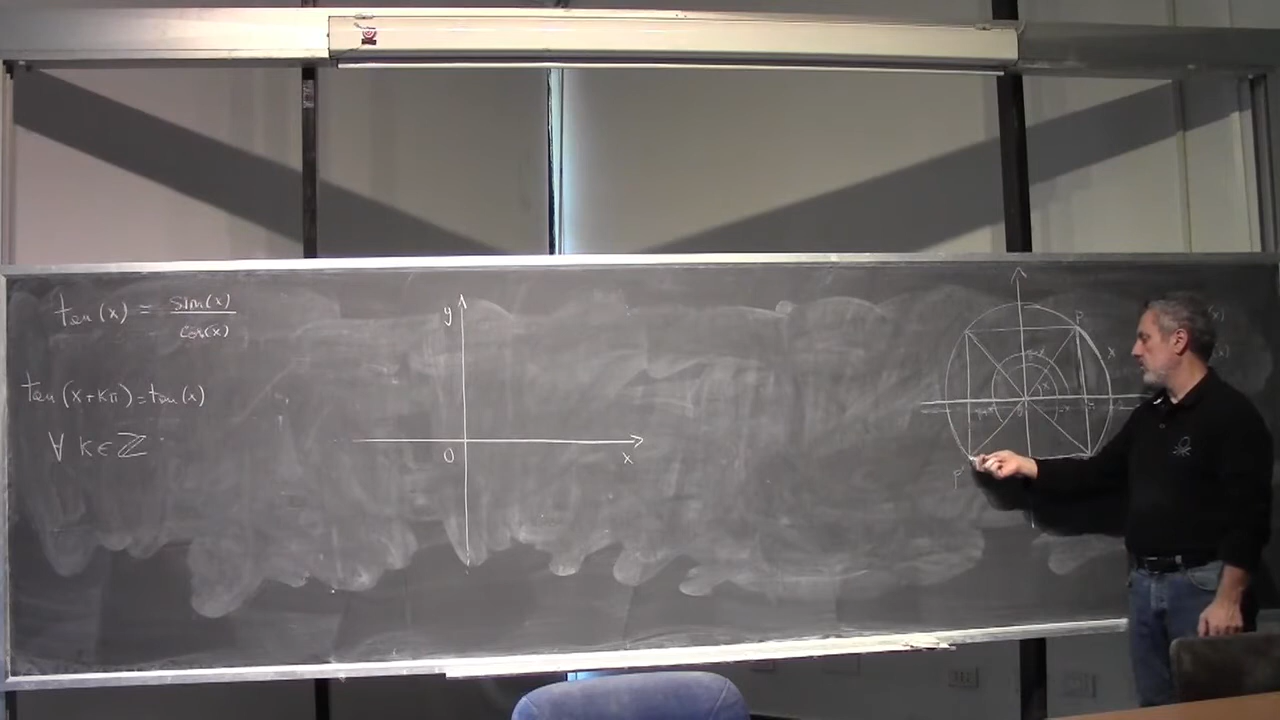 tan(x) = sin(x)/cos(x)
tan(x+kπ)=tan(x)
∀ k∈ℤ
y
0
x
P
x
x
P'